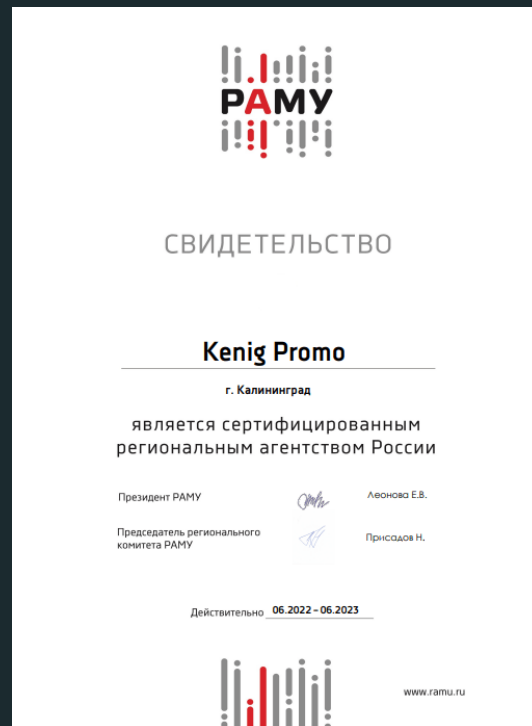 РАМУ
СВИДЕТЕЛЬСТВО
Kenig Promo
г. Калининград
является сертифицированным
региональным агентством России
Президент РАМУ
Леонова Е.В.
Председатель регионального
комитета РАМУ
Присадов Н.
Действительно 06.2022 – 06.2023
www.ramu.ru